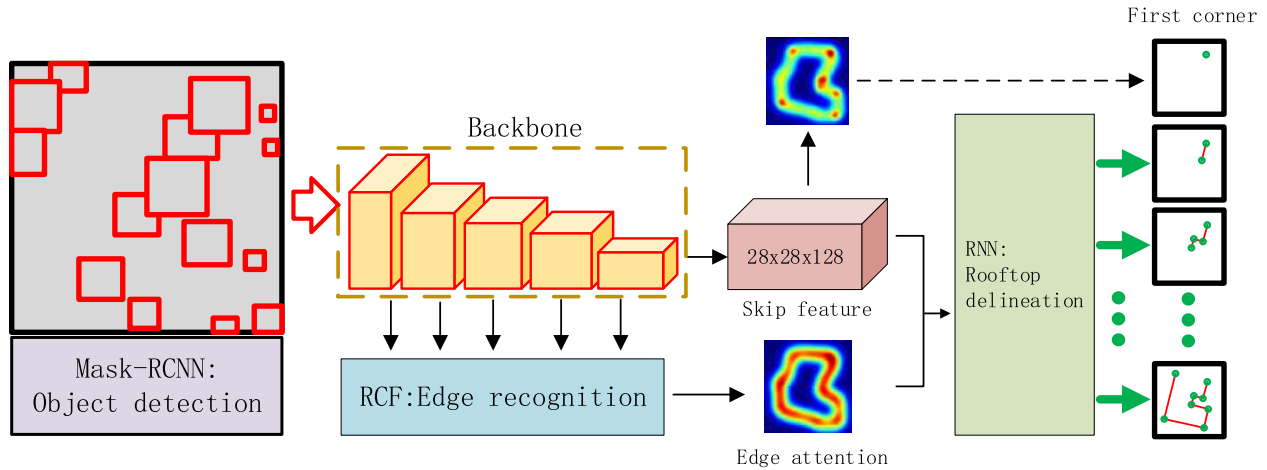 First corner
Backbone
28x28x128
Skip feature
RNN:
Rooftop
delineation
Mask-RCNN:
Object detection
RCF:Edge recognition
Edge attention